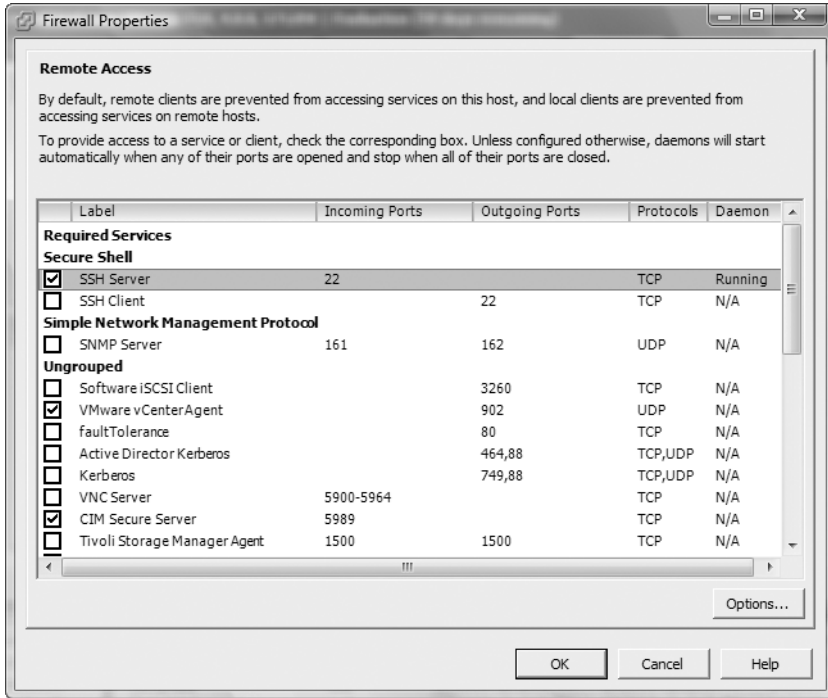 Firewall Properties
Remote Access
By default, remote clients are prevented from accessing services on this host, and local clients are prevented from
accessing services on remote hosts.
To provide access to a service or client, check the corresponding box. Unless configured otherwise, daemons will start
automatically when any of their ports are opened and stop when all of their ports are closed.
Label Incoming Ports Outgoing Ports Protocols Daemon
Required Services
Secure Shell
SSH Server 22 TCP Running
SSH Client 22 TCP N/A
Simple Network Management Protocol
SNMP Server 161 162 UDP N/A
Ungrouped
Software iSCSI Client 3260 TCP N/A
VMware vCenterAgent 902 UDP N/A
faultTolerance 80 TCP N/A
Active Director Kerberos 464,88 TCP,UDP N/A
Kerberos 749,88 TCP,UDP N/A
VNC Server 5900-5964 TCP N/A
CIM Secure Server 5989 TCP N/A
Tivoli Storage Manager Agent 1500 1500 TCP N/A
Options...
OK Cancel Help